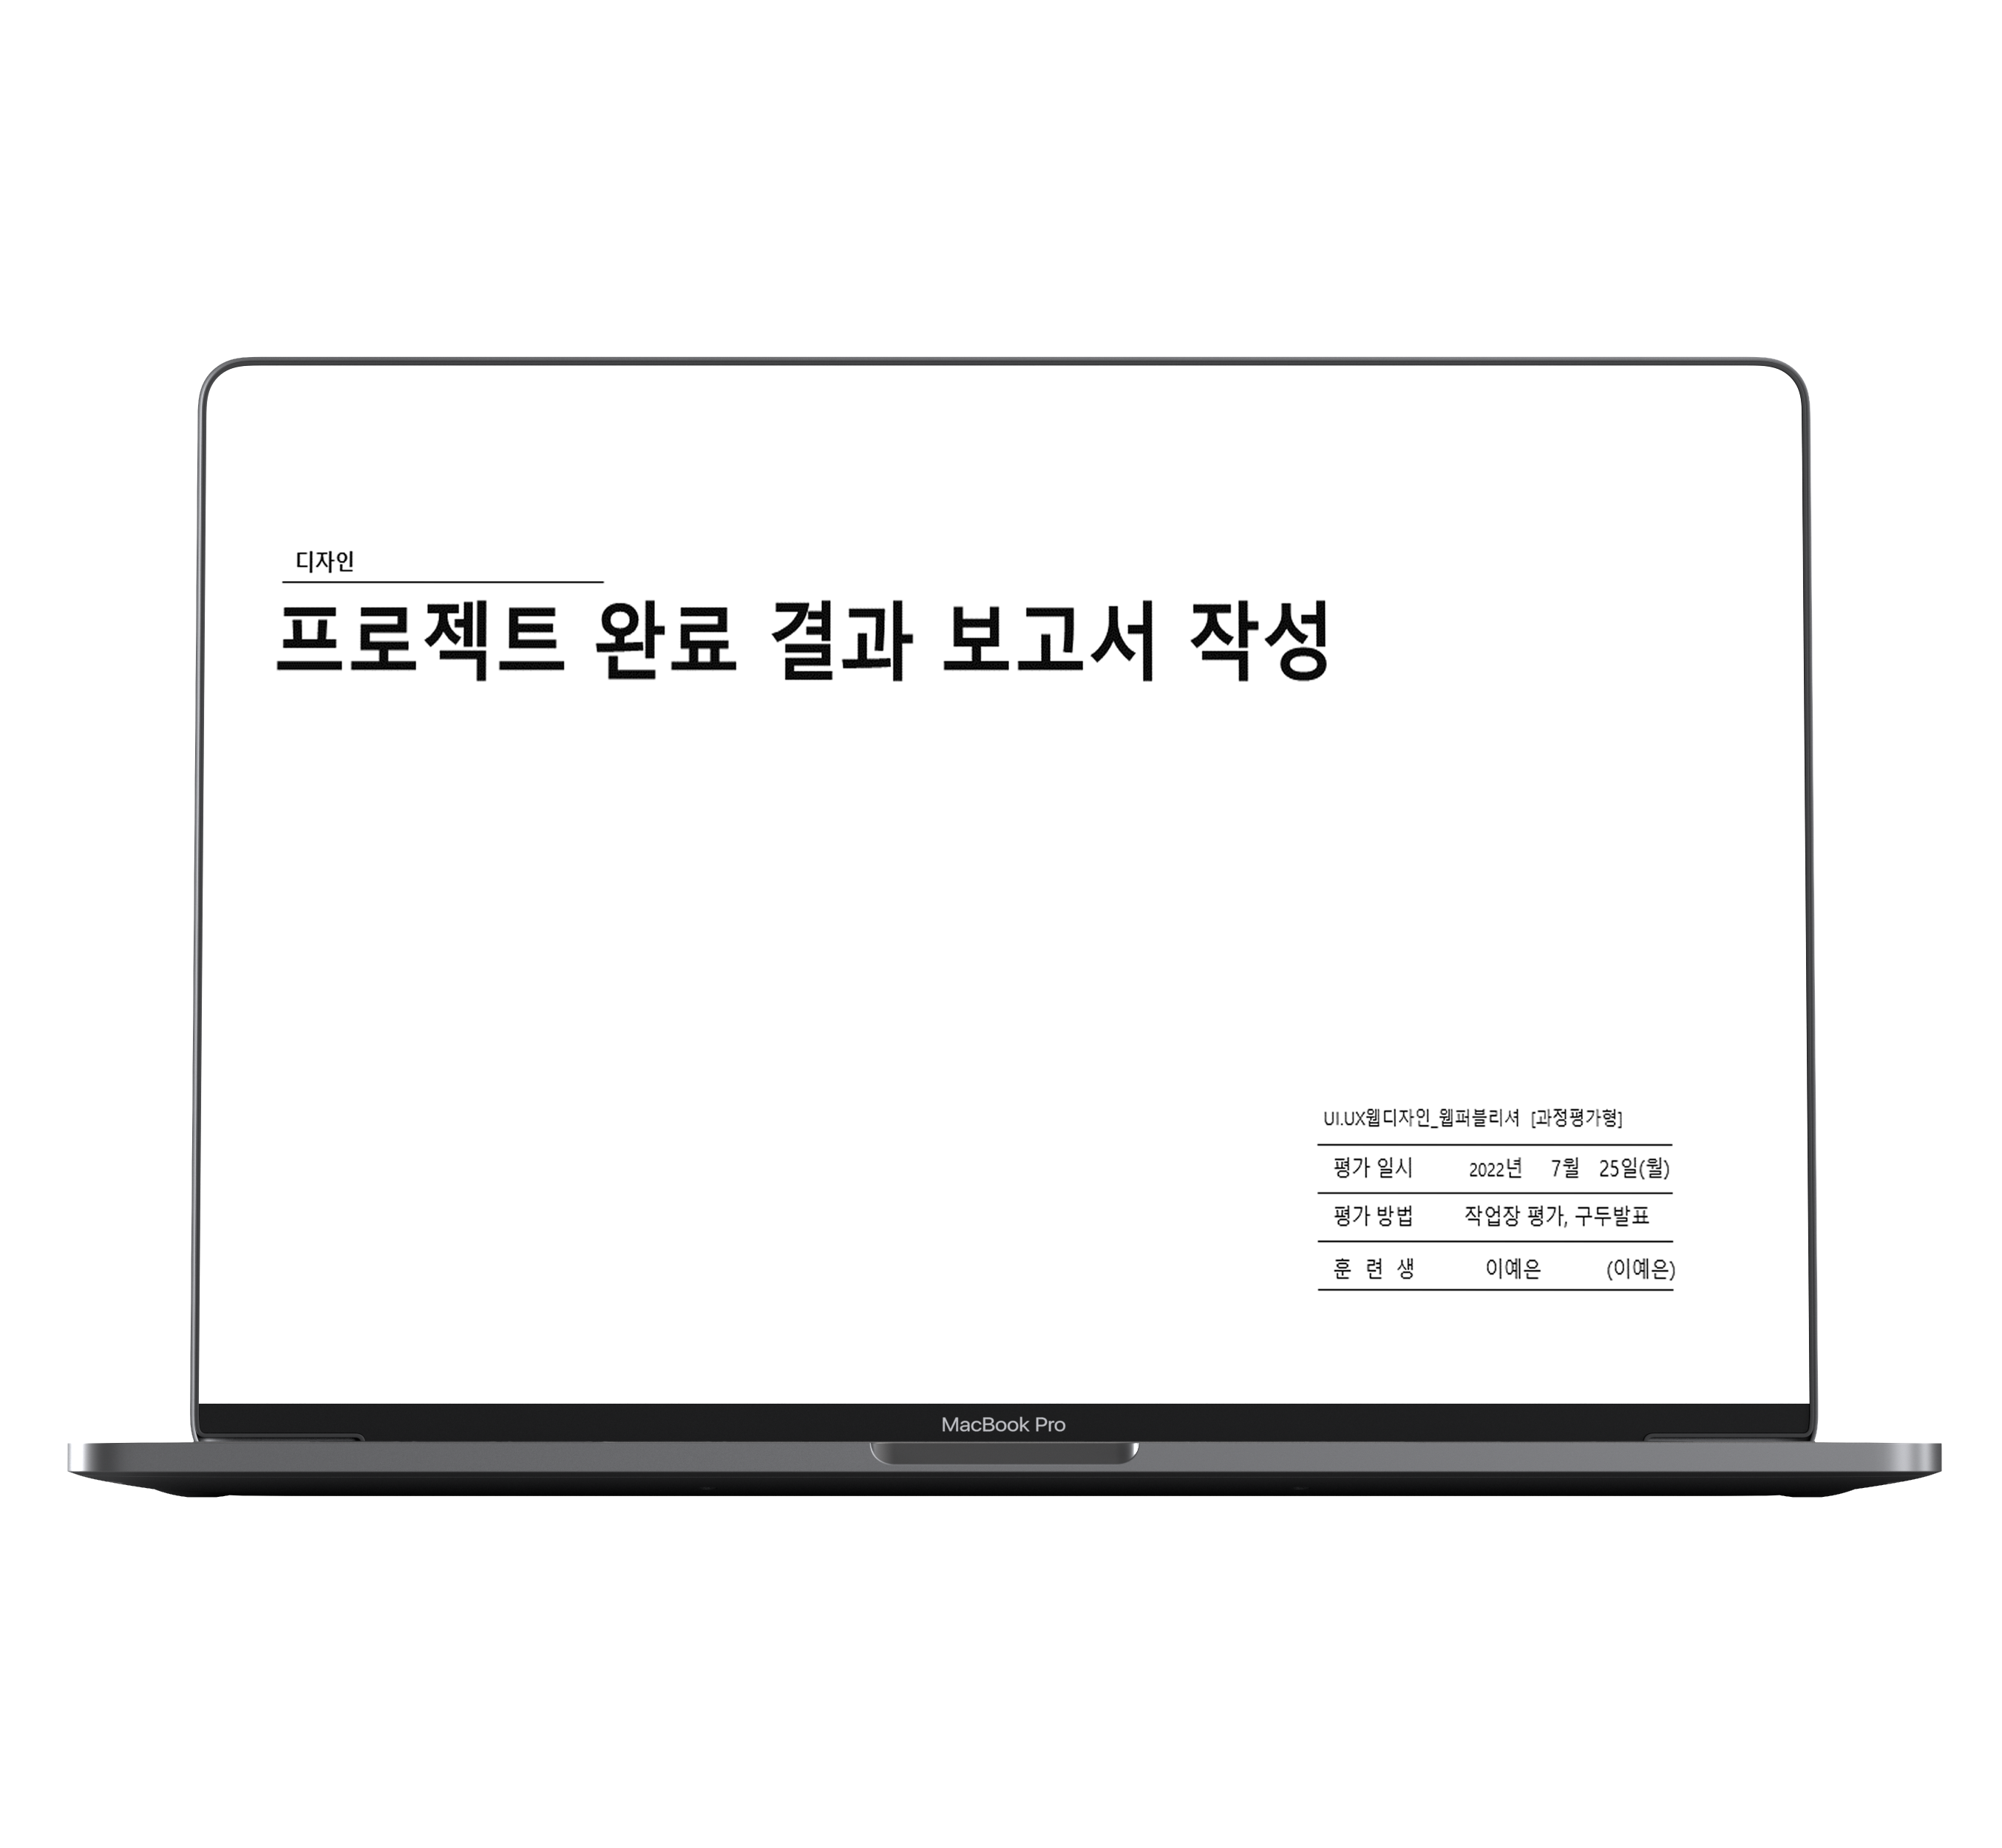 디자인
프로젝트 완료 결과 보고서 작성
UI.UX웹디자인_웹퍼블리셔 [과정평가형]
평가 일시 2022년 7월 25일(월)
평가 방법 작업장 평가, 구두발표
훈 련 생 이예은 (이예은)
MacBook Pro